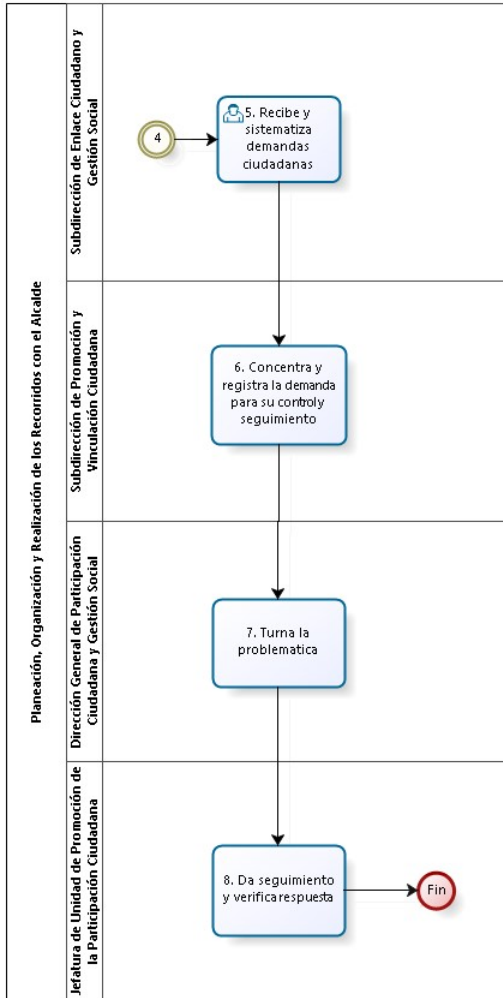 Planeación, Organización y Realización de los Recorridos con el Alcalde
Subdirección de Enlace Ciudadano y
Gestión Social
4
5. Recibe y
sistematiza
demandas
ciudadanas
Subdirección de Promoción y
Vinculación Ciudadana
6. Concentra y
registra la demanda
para su control y
seguimiento
Dirección General de Participación
Ciudadana y Gestión Social
7. Turna la
problematica
Jefatura de Unidad de Promoción de
la Participación Ciudadana
8. Da seguimiento
y verifica respuesta
Fin